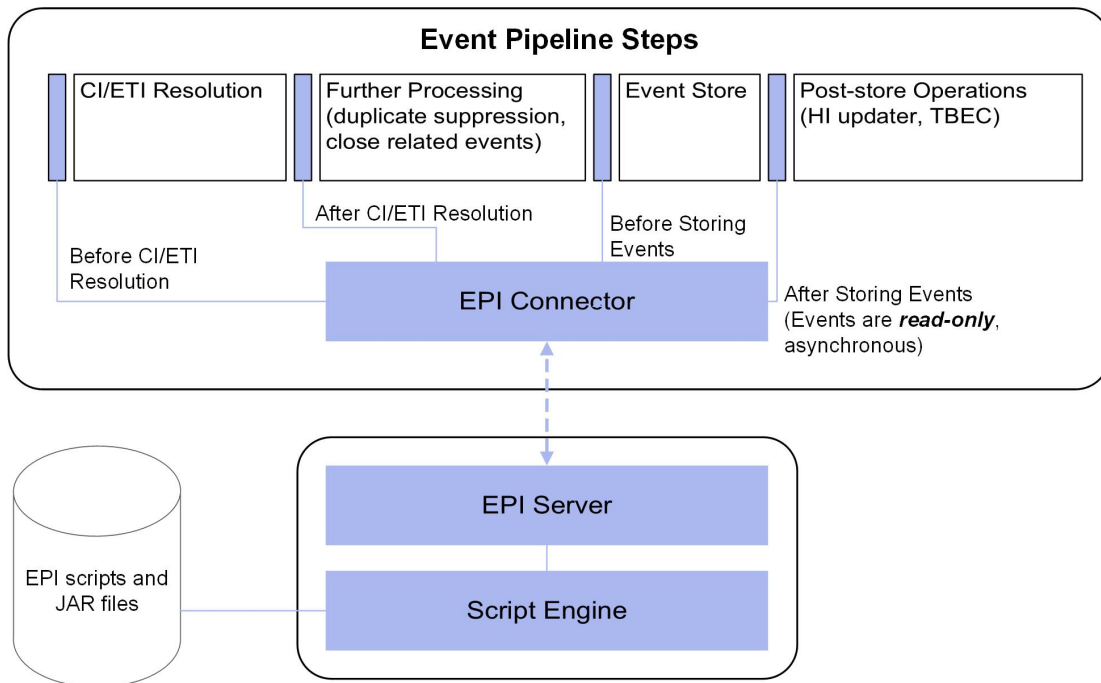 Event Pipeline Steps
CI/ETI Resolution
Further Processing
(duplicate suppression,
close related events)
Event Store
Post-store Operations
(HI updater, TBEC)
After CI/ETI Resolution
Before Storing
Events
Before CI/ETI
Resolution
EPI Connector
After Storing Events
(Events are read-only,
asynchronous)
EPI Server
EPI scripts and
JAR files
Script Engine